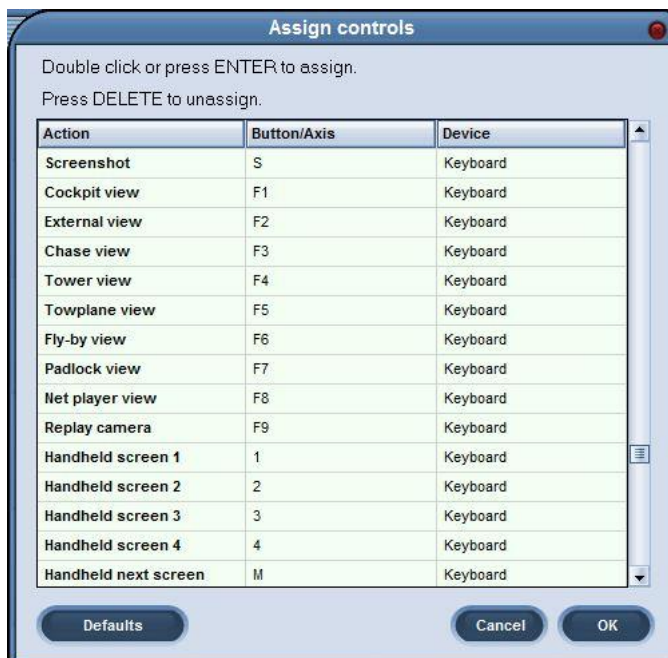 Assign controls
Double click or press ENTER to assign.
Press DELETE to unassign.
Action Button/Axis Device
Screenshot S Keyboard
Cockpit view F1 Keyboard
External view F2 Keyboard
Chase view F3 Keyboard
Tower view F4 Keyboard
Towplane view F5 Keyboard
Fly-by view F6 Keyboard
Padlock view F7 Keyboard
Net player view F8 Keyboard
Replay camera F9 Keyboard
Handheld screen 1 1 Keyboard
Handheld screen 2 2 Keyboard
Handheld screen 3 3 Keyboard
Handheld screen 4 4 Keyboard
Handheld next screen M Keyboard
Defaults Cancel OK